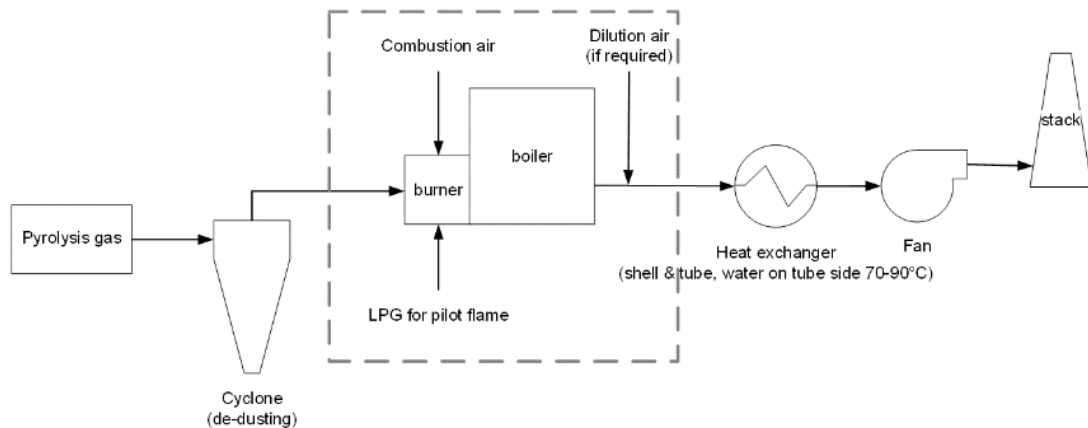 Combustion air
Dilution air
(if required)
stack
boiler
burner
Pyrolysis gas
Heat exchanger
(shell & tube, water on tube side 70-90°C)
Fan
LPG for pilot flame
Cyclone
(de-dusting)